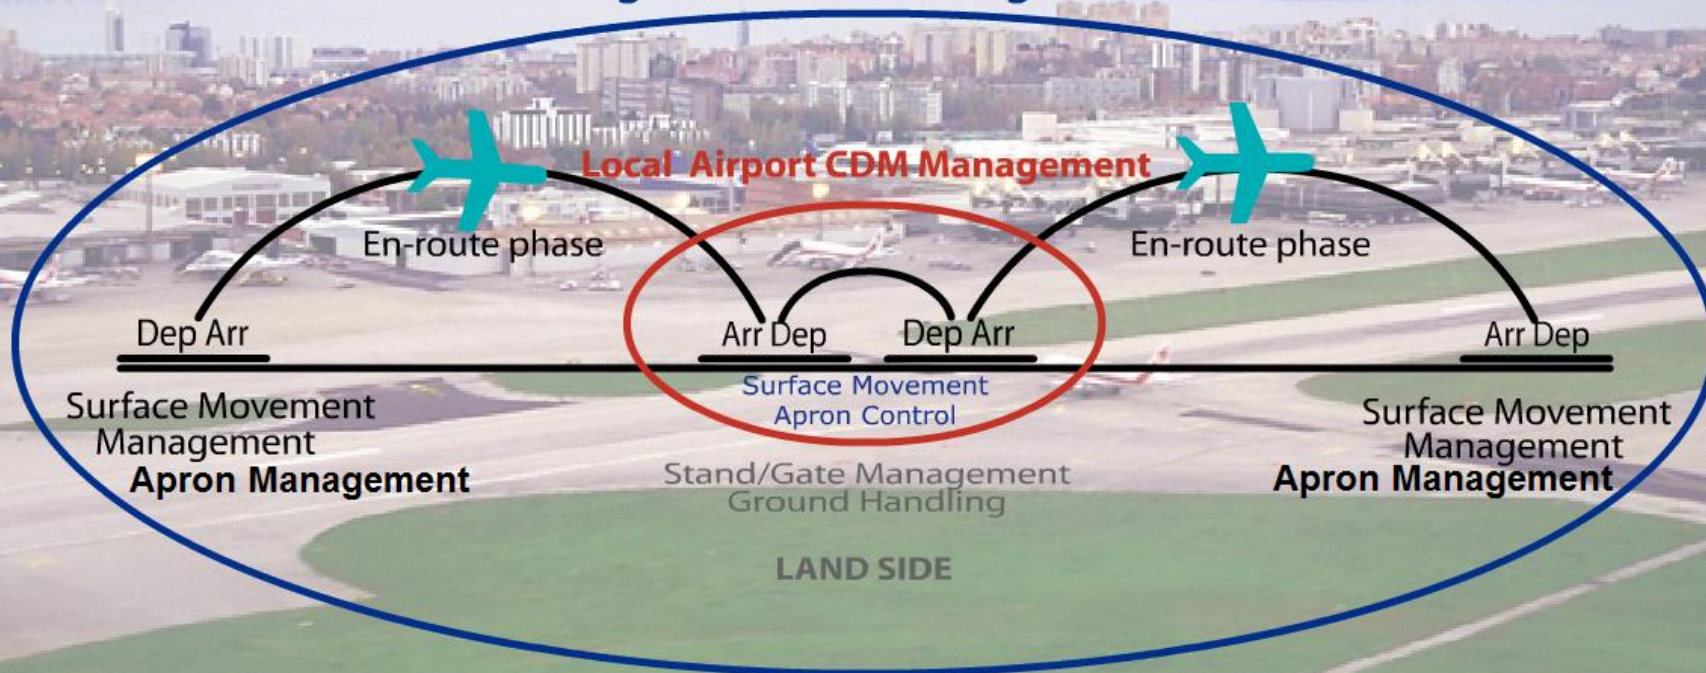 Local Airport CDM Management
En-route phase
En-route phase
Dep Arr
Arr Dep
Dep Arr
Arr Dep
Surface Movement
Apron Control
Surface Movement
Management
Apron Management
Surface Movement
Management
Apron Management
Stand/Gate Management
Ground Handling
LAND SIDE